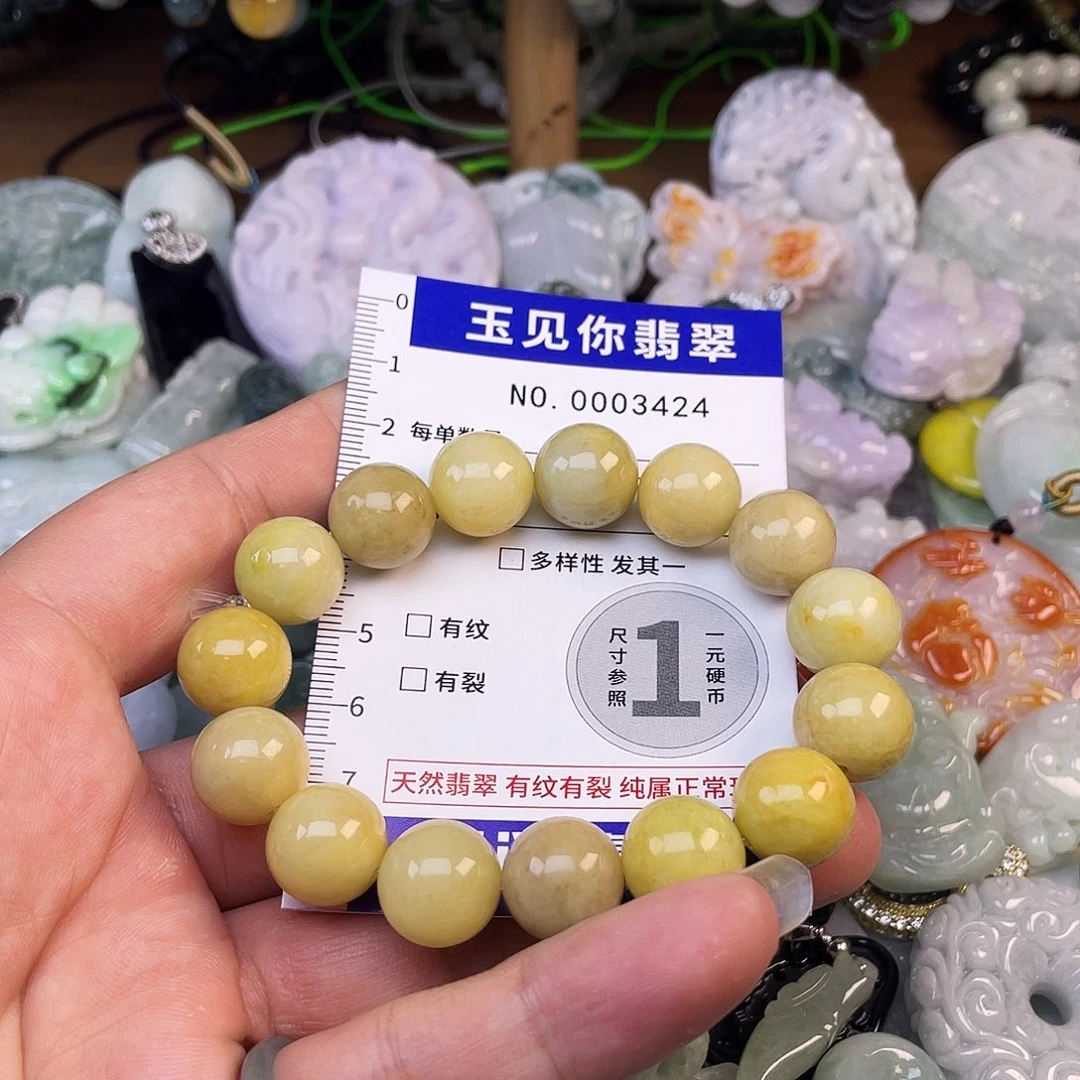 0
玉见你翡翠
1
NO. 0003424
2 每单数
多样性 发其一
5
有纹
有裂
尺寸参照
1
一元硬币
6
7
天然翡翠 有纹有裂 纯属正常